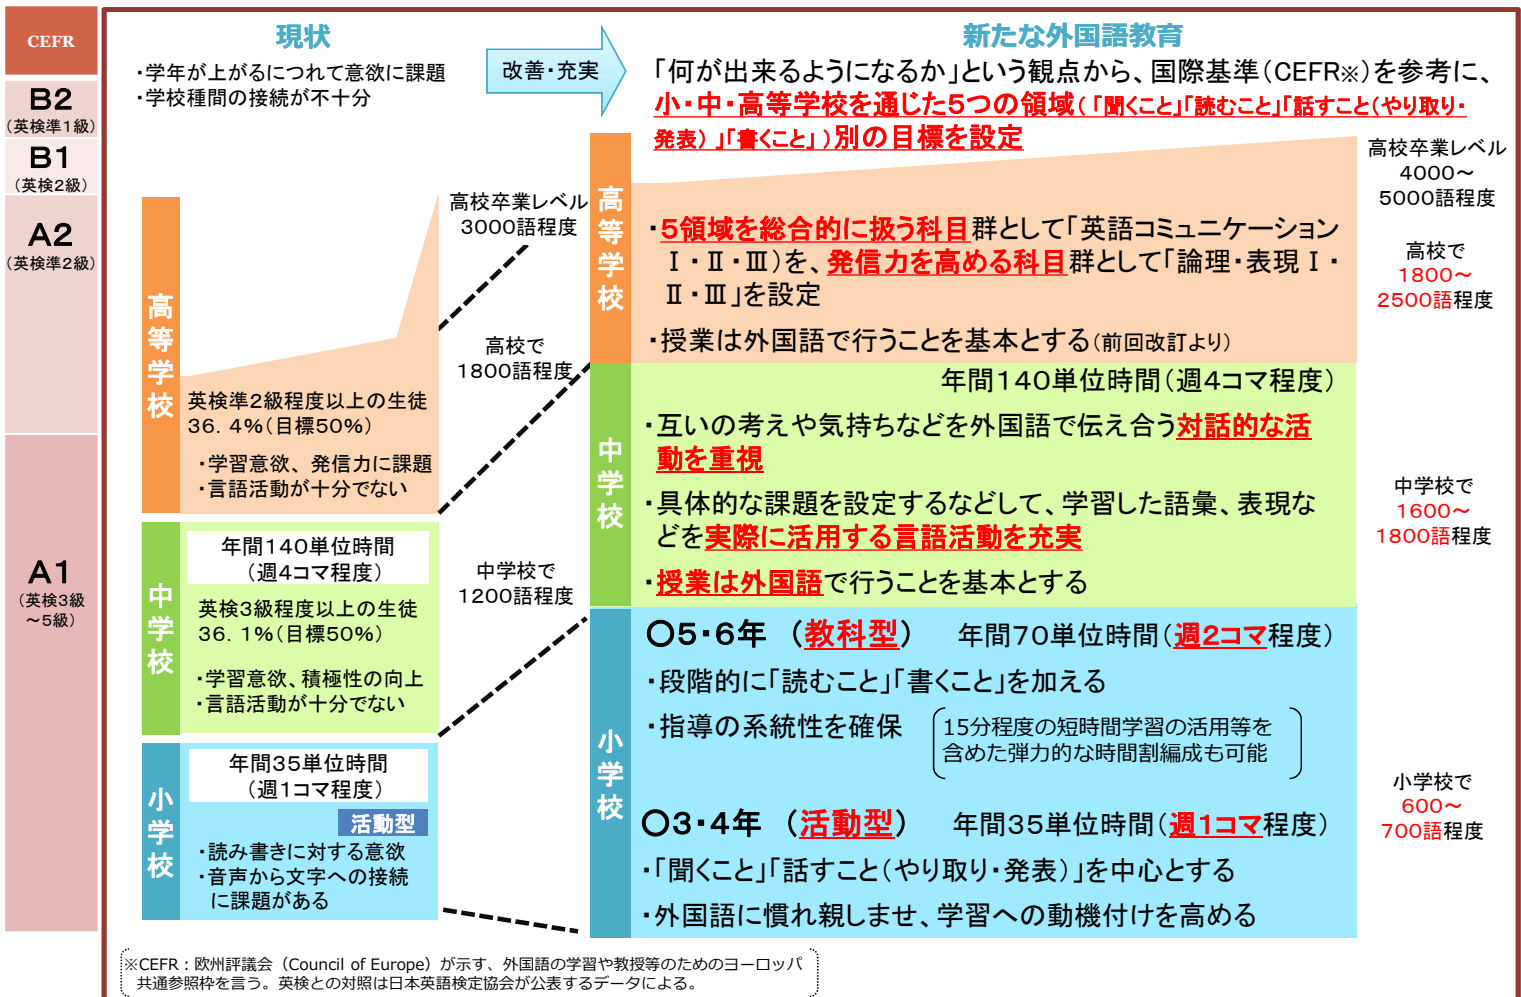 CEFR
B2
(英検準1級)
B1
(英検2級)
A2
(英検準2級)
A1
(英検3級
～5級)
現状
・学年が上がるにつれて意欲に課題
・学校種間の接続が不十分
改善・充実
新たな外国語教育
「何が出来るようになるか」という観点から、国際基準(CEFR※)を参考に、
小・中・高等学校を通じた5つの領域(「聞くこと」「読むこと」「話すこと(やり取り・
発表)」「書くこと」)別の目標を設定
高等学校
英検準2級程度以上の生徒
36.4%(目標50%)
・学習意欲、発信力に課題
・言語活動が十分でない
中学校
年間140単位時間
(週4コマ程度)
英検3級程度以上の生徒
36.1%(目標50%)
・学習意欲、積極性の向上
・言語活動が十分でない
小学校
年間35単位時間
(週1コマ程度)
活動型
・読み書きに対する意欲
・音声から文字への接続
に課題がある
高校卒業レベル
3000語程度
高校で
1800語程度
中学校で
1200語程度
高等学校
・5領域を総合的に扱う科目群として「英語コミュニケーション
Ⅰ・Ⅱ・Ⅲ)を、発信力を高める科目群として「論理・表現Ⅰ・
Ⅱ・Ⅲ」を設定
・授業は外国語で行うことを基本とする(前回改訂より)
中学校
年間140単位時間(週4コマ程度)
・互いの考えや気持ちなどを外国語で伝え合う対話的な活
動を重視
・具体的な課題を設定するなどして、学習した語彙、表現な
どを実際に活用する言語活動を充実
・授業は外国語で行うことを基本とする
小学校
○5・6年 (教科型) 年間70単位時間(週2コマ程度)
・段階的に「読むこと」「書くこと」を加える
・指導の系統性を確保
15分程度の短時間学習の活用等を
含めた弾力的な時間割編成も可能
○3・4年 (活動型) 年間35単位時間(週1コマ程度)
・「聞くこと」「話すこと(やり取り・発表)」を中心とする
・外国語に慣れ親しませ、学習への動機付けを高める
高校卒業レベル
4000～
5000語程度
高校で
1800～
2500語程度
中学校で
1600～
1800語程度
小学校で
600～
700語程度
※CEFR：欧州評議会(Council of Europe)が示す、外国語の学習や教授等のためのヨーロッパ
共通参照枠を言う。英検との対照は日本英語検定協会が公表するデータによる。